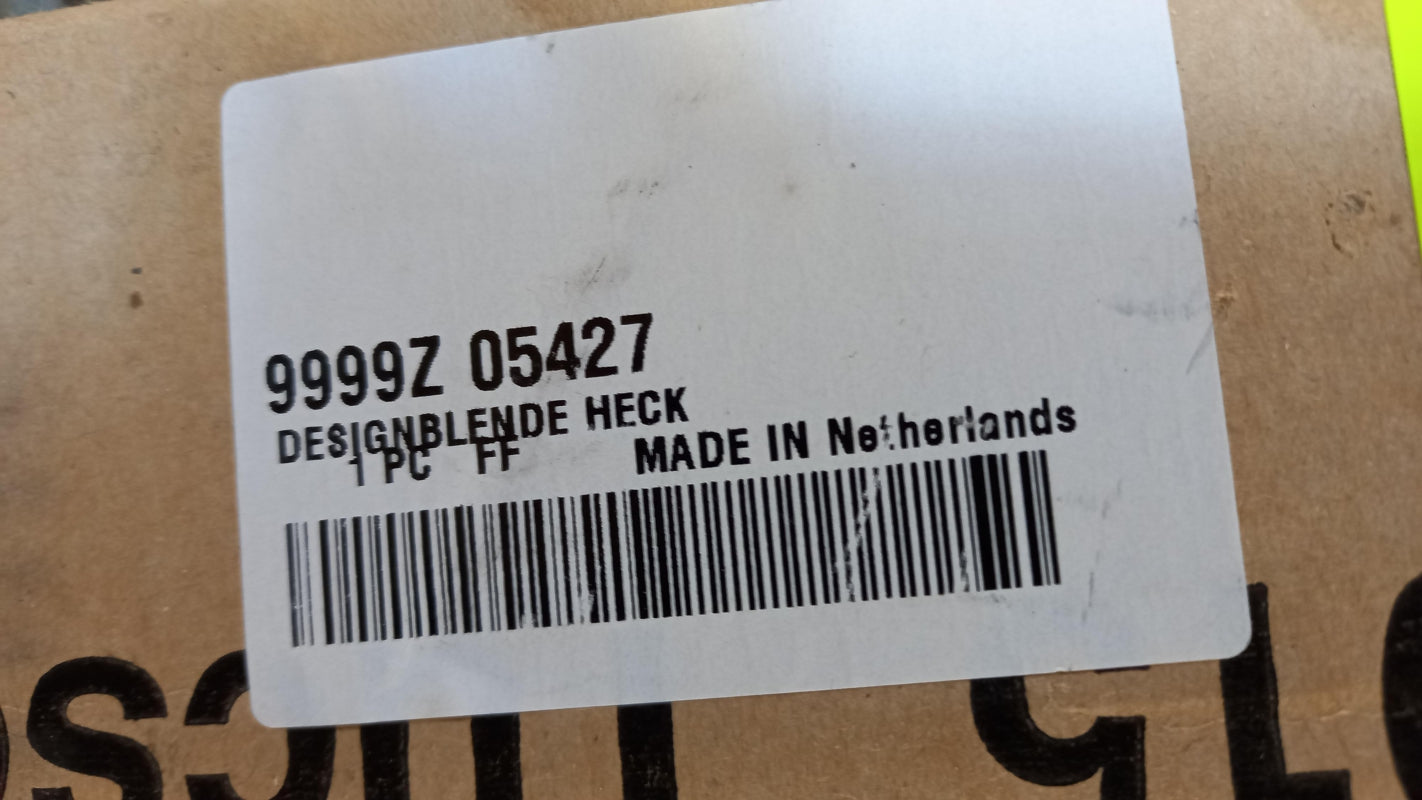 9999Z 05427
DESIGNBLENDE HECK
1 PC FF MADE IN Netherlands